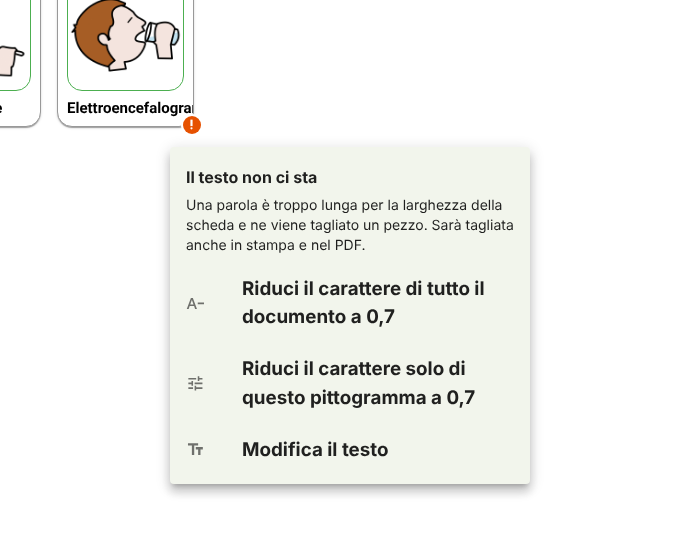 Elettroencefalogra
!
Il testo non ci sta
Una parola è troppo lunga per la larghezza della
scheda e ne viene tagliato un pezzo. Sarà tagliata
anche in stampa e nel PDF.
A-
Riduci il carattere di tutto il
documento a 0,7
Riduci il carattere solo di
questo pittogramma a 0,7
Tт
Modifica il testo